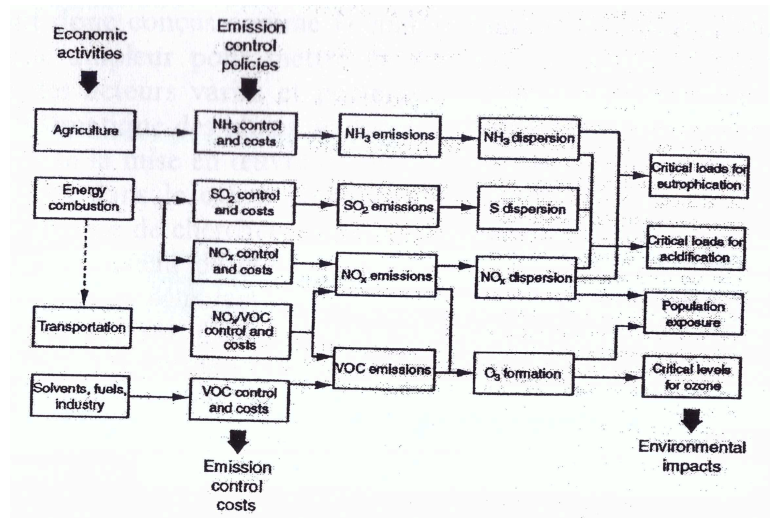 Economic
activities
Emission
control
policies
Agriculture
NH₃ control
and costs
NH₃ emissions
NH₃ dispersion
Critical loads for
eutrophication
Energy
combustion
SO₂ control
and costs
SO₂ emissions
S dispersion
NOₓ control
and costs
NOₓ emissions
NOₓ dispersion
Critical loads for
acidification
Transportation
NOₓ/VOC
control and
costs
Population
exposure
VOC emissions
O₃ formation
Critical levels
for ozone
Solvents, fuels,
industry
VOC control
and costs
Emission
control
costs
Environmental
impacts